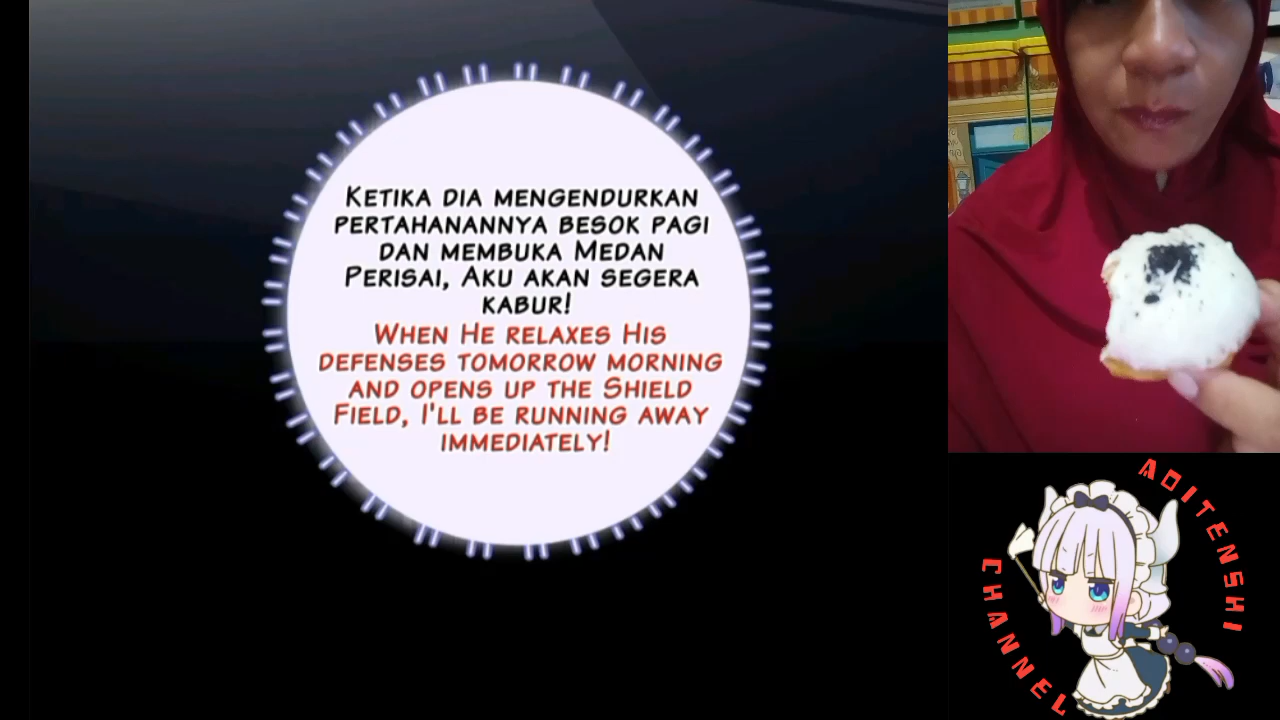 KETIKA DIA MENGENDURKAN
PERTAHANANNYA BESOK PAGI
DAN MEMBUKA MEDAN
PERISAI, AKU AKAN SEGERA
KABUR!
WHEN HE RELAXES HIS
DEFENSES TOMORROW MORNING
AND OPENS UP THE SHIELD
FIELD, I'LL BE RUNNING AWAY
IMMEDIATELY!
AOITENSHI
CHANNEL